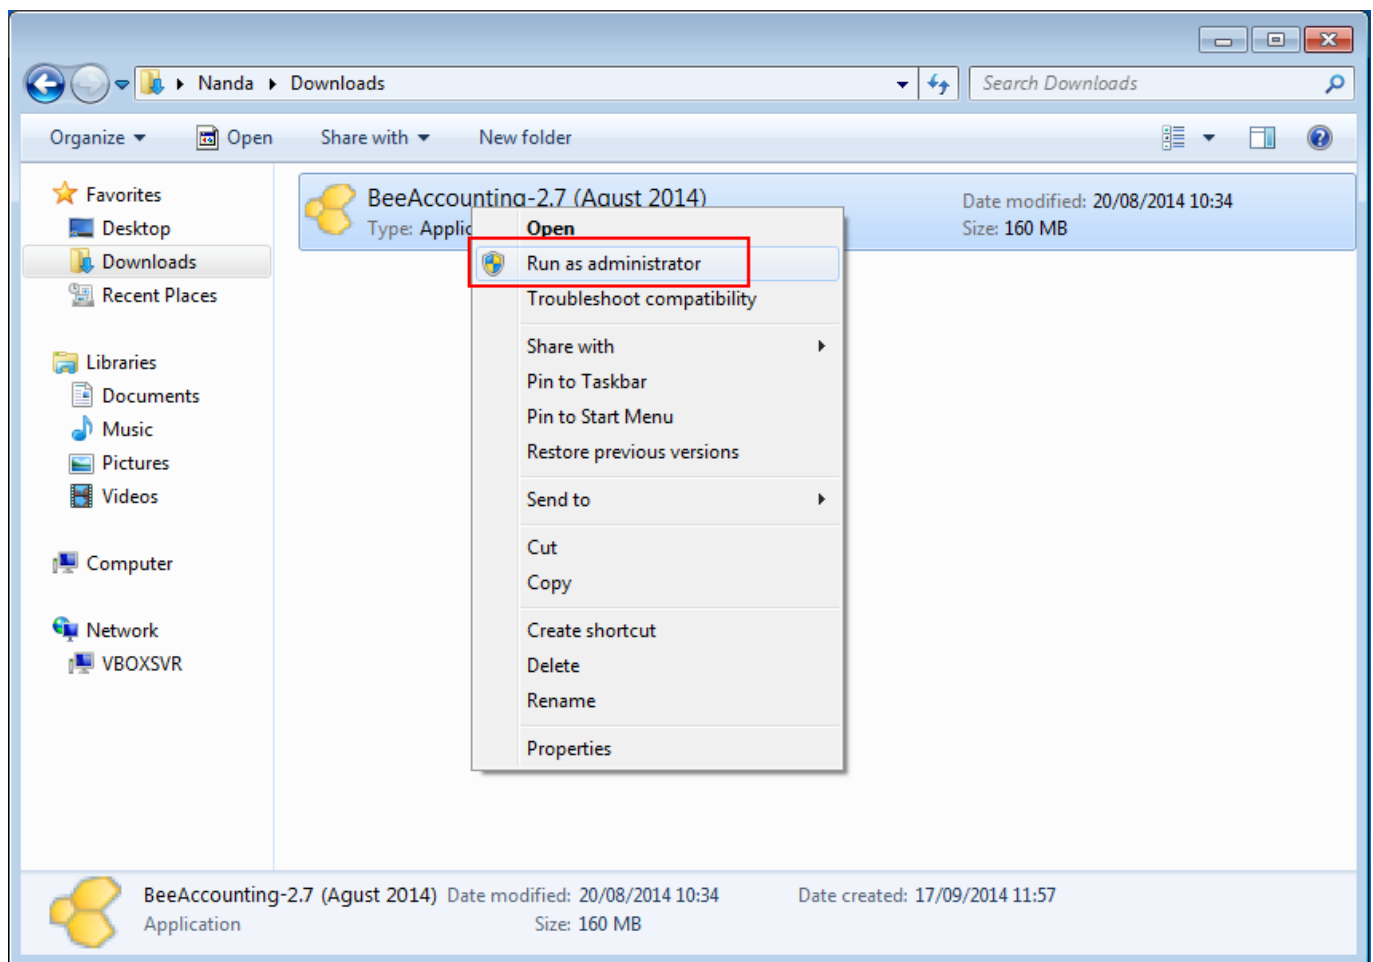 Nanda Downloads
Search Downloads
Organize Open Share with New folder
Favorites
Desktop
Downloads
Recent Places
Libraries
Documents
Music
Pictures
Videos
Computer
Network
VBOXSVR
BeeAccounting-2.7 (Agust 2014) Date modified: 20/08/2014 10:34
Type: Applic Size: 160 MB
Open
Run as administrator
Troubleshoot compatibility
Share with
Pin to Taskbar
Pin to Start Menu
Restore previous versions
Send to
Cut
Copy
Create shortcut
Delete
Rename
Properties
BeeAccounting-2.7 (Agust 2014) Date modified: 20/08/2014 10:34 Date created: 17/09/2014 11:57
Application Size: 160 MB